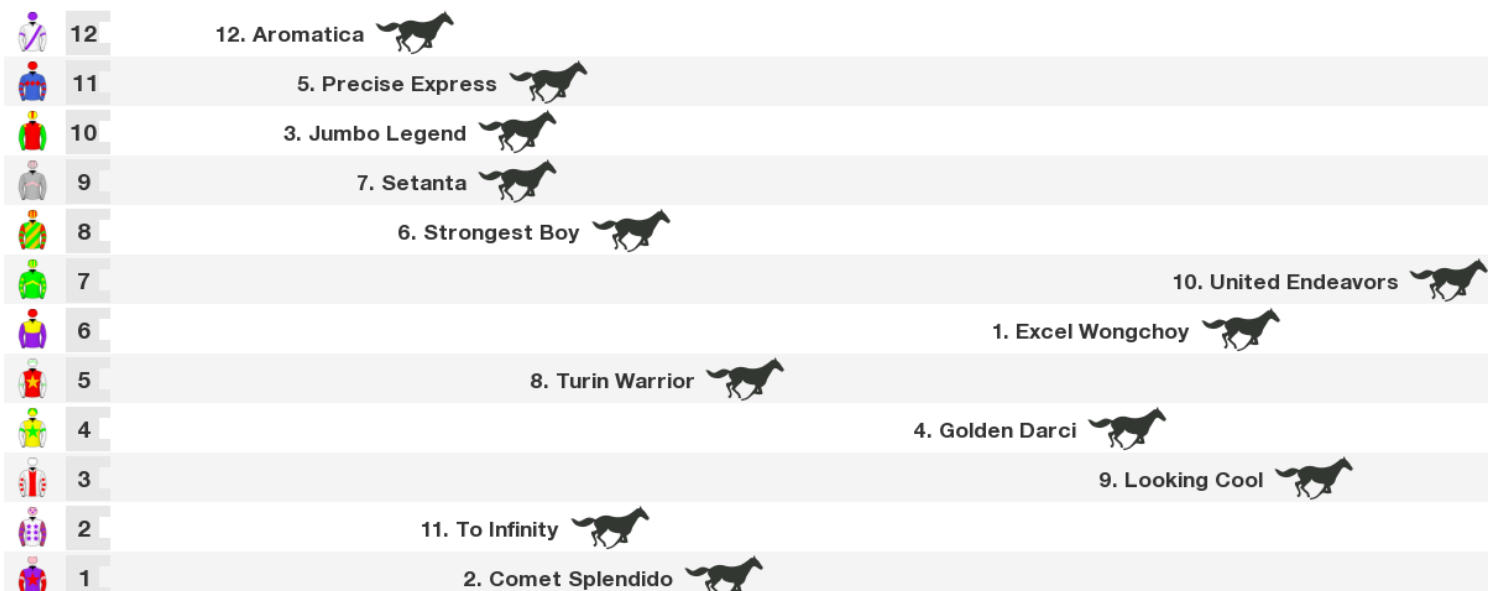 12 12. Aromatica
11 5. Precise Express
10 3. Jumbo Legend
9 7. Setanta
8 6. Strongest Boy
7 10. United Endeavors
6 1. Excel Wongchoy
5 8. Turin Warrior
4 4. Golden Darci
3 9. Looking Cool
2 11. To Infinity
1 2. Comet Splendido